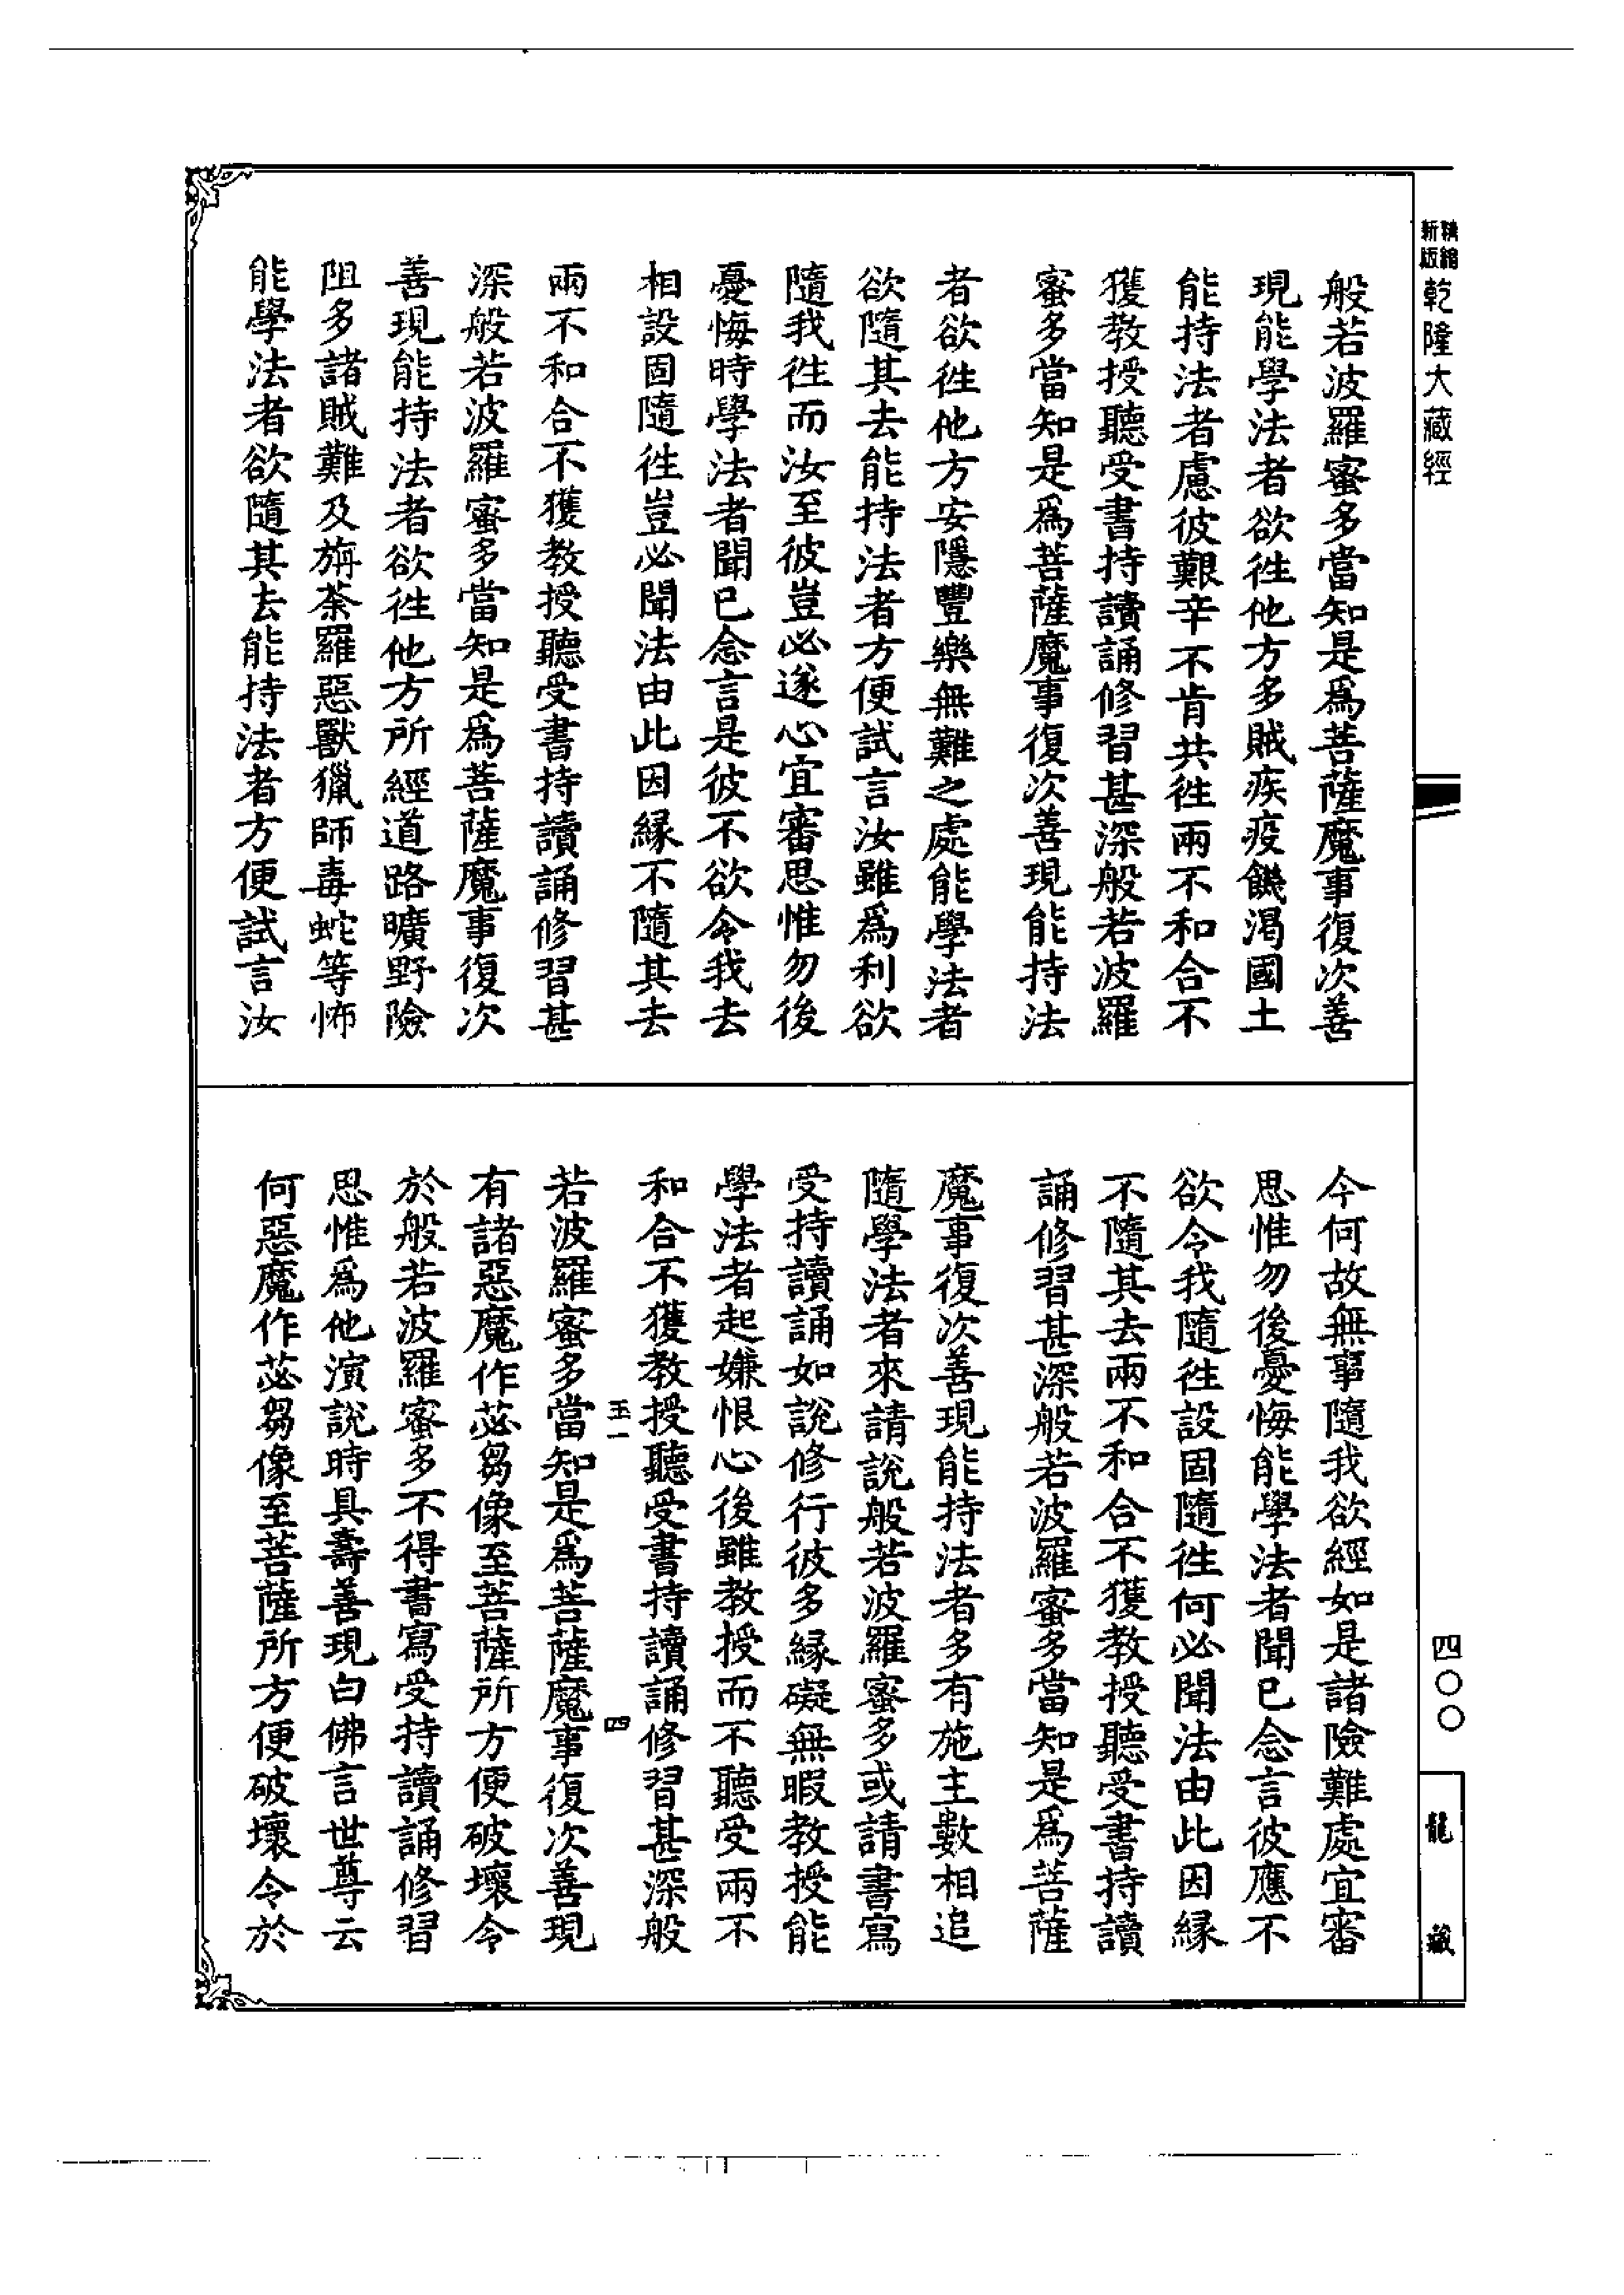 精縮新版
乾隆大藏經
般若波羅蜜多當知是爲菩薩魔事復次善
現能學法者欲徃他方多賊疾疫饑渴國土
能持法者慮彼艱辛不肯共徃兩不和合不
獲教授聽受書持讀誦修習甚深般若波羅
蜜多當知是爲菩薩魔事復次善現能持法
者欲徃他方安隱豐樂無難之處能學法者
欲隨其去能持法者方便試言汝雖爲利欲
隨我徃而汝至彼豈必遂心宜審思惟勿後
憂悔時學法者聞已念言是彼不欲令我去
相設固隨徃豈必聞法由此因縁不隨其去
兩不和合不獲教授聽受書持讀誦修習甚
深般若波羅蜜多當知是爲菩薩魔事復次
善現能持法者欲徃他方所經道路曠野險
阻多諸賊難及旃荼羅惡獸獵師毒蛇等怖
能學法者欲隨其去能持法者方便試言汝
今何故無事隨我欲經如是諸險難處宜審
思惟勿後憂悔能學法者聞已念言彼應不
欲令我隨徃設固隨徃何必聞法由此因縁
不隨其去兩不和合不獲教授聽受書持讀
誦修習甚深般若波羅蜜多當知是爲菩薩
魔事復次善現能持法者多有施主數相追
隨學法者來請說般若波羅蜜多或請書寫
受持讀誦如說修行彼多縁礙無暇教授能
學法者起嫌恨心後雖教授而不聽受兩不
和合不獲教授聽受書持讀誦修習甚深般
若波羅蜜多當知是爲菩薩魔事復次善現
有諸惡魔作苾芻像至菩薩所方便破壞令
於般若波羅蜜多不得書寫受持讀誦修習
思惟爲他演說時具壽善現白佛言世尊云
何惡魔作苾芻像至菩薩所方便破壞令於
四
四〇〇
龍藏